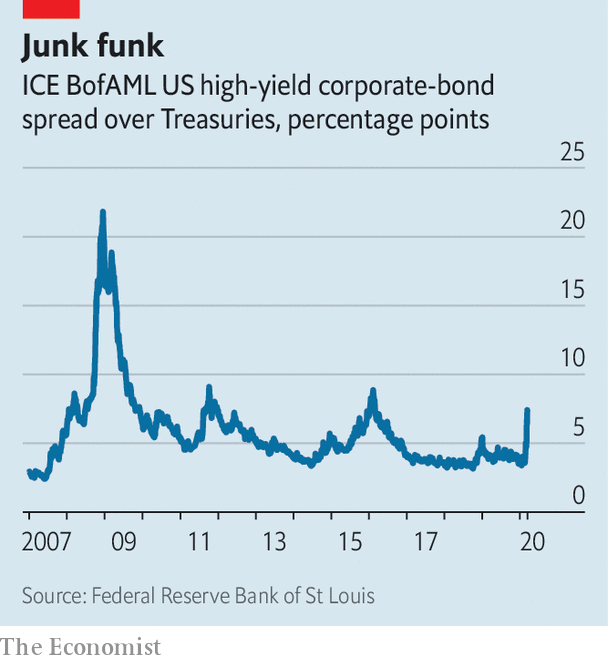 Junk funk
ICE BofAML US high-yield corporate-bond
spread over Treasuries, percentage points
25
20
15
10
5
0
2007 09 11 13 15 17 20
Source: Federal Reserve Bank of St Louis
The Economist